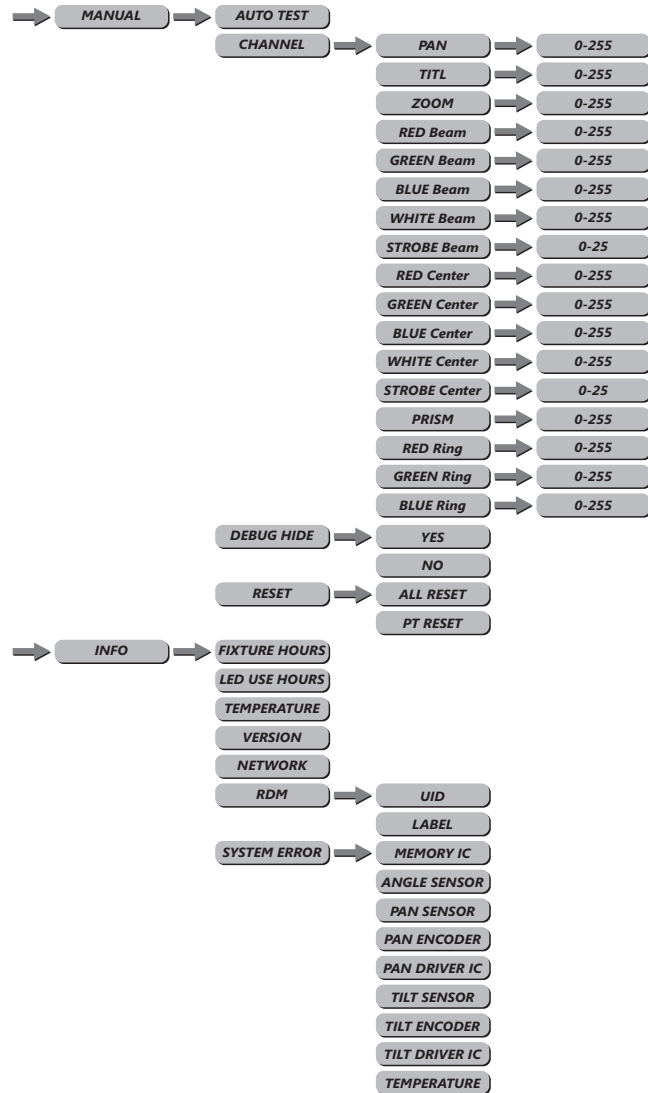 MANUAL AUTO TEST
CHANNEL PAN 0-255
TITL 0-255
ZOOM 0-255
RED Beam 0-255
GREEN Beam 0-255
BLUE Beam 0-255
WHITE Beam 0-255
STROBE Beam 0-25
RED Center 0-255
GREEN Center 0-255
BLUE Center 0-255
WHITE Center 0-255
STROBE Center 0-25
PRISM 0-255
RED Ring 0-255
GREEN Ring 0-255
BLUE Ring 0-255
DEBUG HIDE YES
NO
RESET ALL RESET
PT RESET
INFO FIXTURE HOURS
LED USE HOURS
TEMPERATURE
VERSION
NETWORK
RDM UID
LABEL
SYSTEM ERROR MEMORY IC
ANGLE SENSOR
PAN SENSOR
PAN ENCODER
PAN DRIVER IC
TILT SENSOR
TILT ENCODER
TILT DRIVER IC
TEMPERATURE